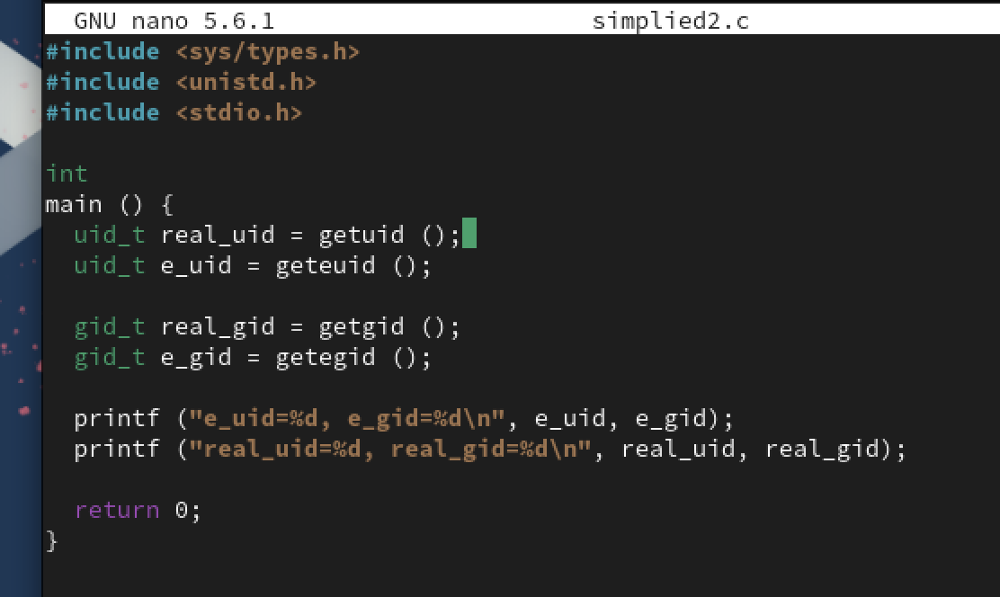 GNU nano 5.6.1 simplied2.c
#include <sys/types.h>
#include <unistd.h>
#include <stdio.h>
int
main () {
uid_t real_uid = getuid ();
uid_t e_uid = geteuid ();
gid_t real_gid = getgid ();
gid_t e_gid = getegid ();
printf ("e_uid=%d, e_gid=%d\n", e_uid, e_gid);
printf ("real_uid=%d, real_gid=%d\n", real_uid, real_gid);
return 0;
}